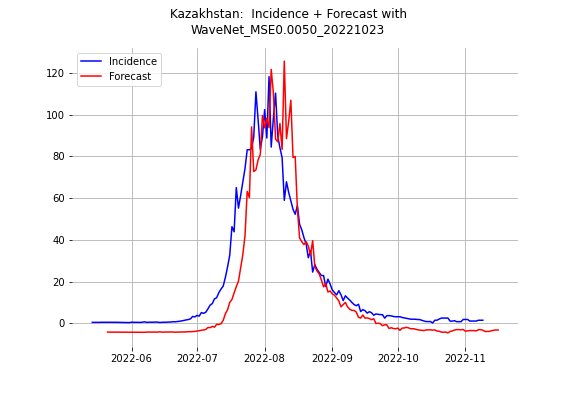 Kazakhstan:  Incidence + Forecast with
WaveNet_MSE0.0050_20221023
Incidence
Forecast
120
100
80
60
40
20
0
2022-06 2022-07 2022-08 2022-09 2022-10 2022-11